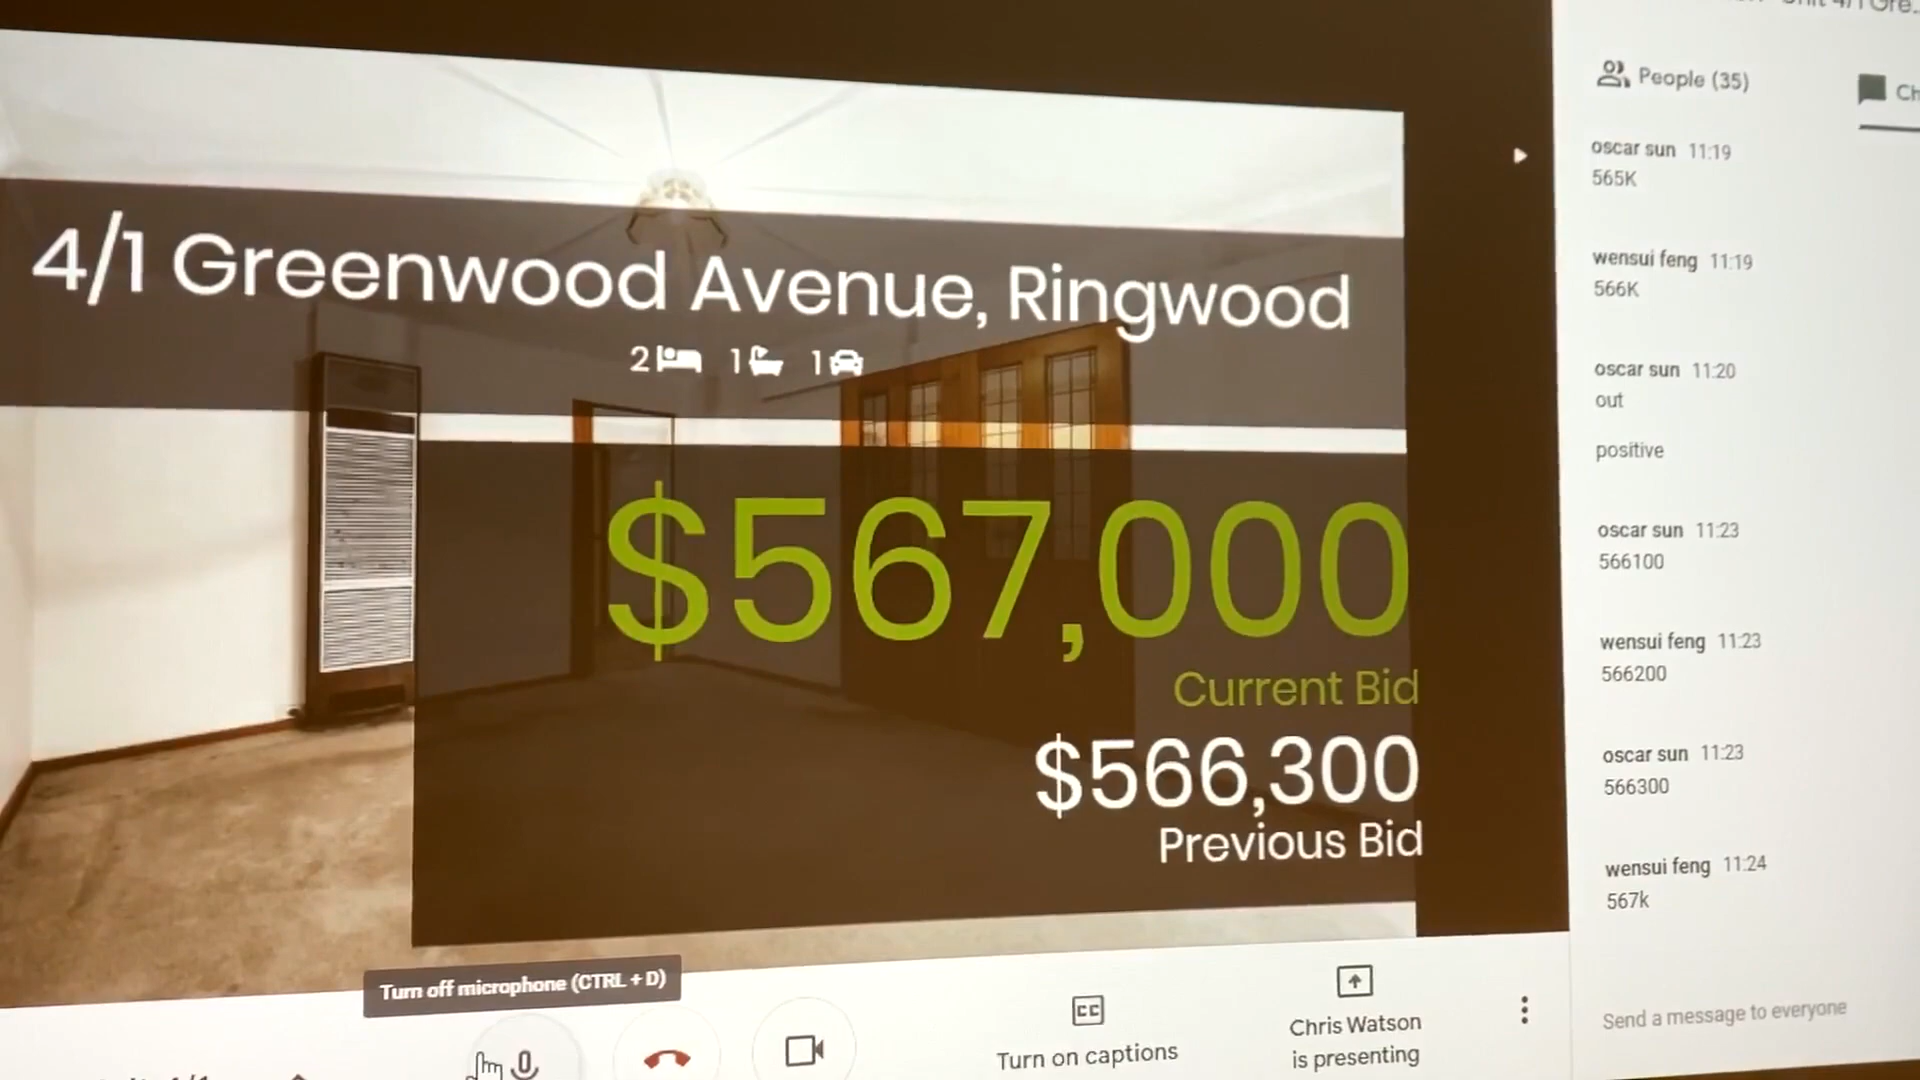 4/1 Greenwood Avenue, Ringwood
2 1 1
$567,000
Current Bid
$566,300
Previous Bid
Turn off microphone (CTRL + D)
Turn on captions
Chris Watson
is presenting
People (35)
oscar sun 11:19
565K
wensui feng 11:19
566K
oscar sun 11:20
out
positive
oscar sun 11:23
566100
wensui feng 11:23
566200
oscar sun 11:23
566300
wensui feng 11:24
567k
Send a message to everyone